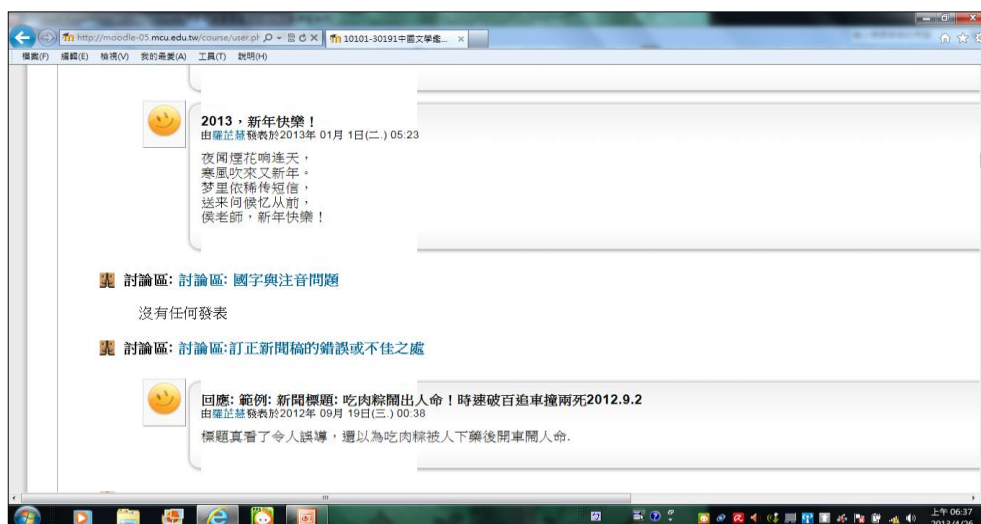 http://moodle-05.mcu.edu.tw/course/user.pl
10101-30191中國文學鑑...
檔案(F) 編輯(E) 檢視(V) 我的最愛(A) 工具(T) 說明(H)
2013，新年快樂！
由羅芷慧發表於2013年 01月 1日(二.) 05:23
夜闻煙花响连天，
寒風吹來又新年。
梦里依稀传短信，
送来问候忆从前，
侯老師，新年快樂！
討論區: 討論區: 國字與注音問題
沒有任何發表
討論區: 討論區:訂正新聞稿的錯誤或不佳之處
回應: 範例: 新聞標題: 吃肉粽鬧出人命！時速破百追車撞兩死2012.9.2
由羅芷慧發表於2012年 09月 19日(三.) 00:38
標題真看了令人誤導，還以為吃肉粽被人下藥後開車鬧人命.
上午 06:37
2013/4/26